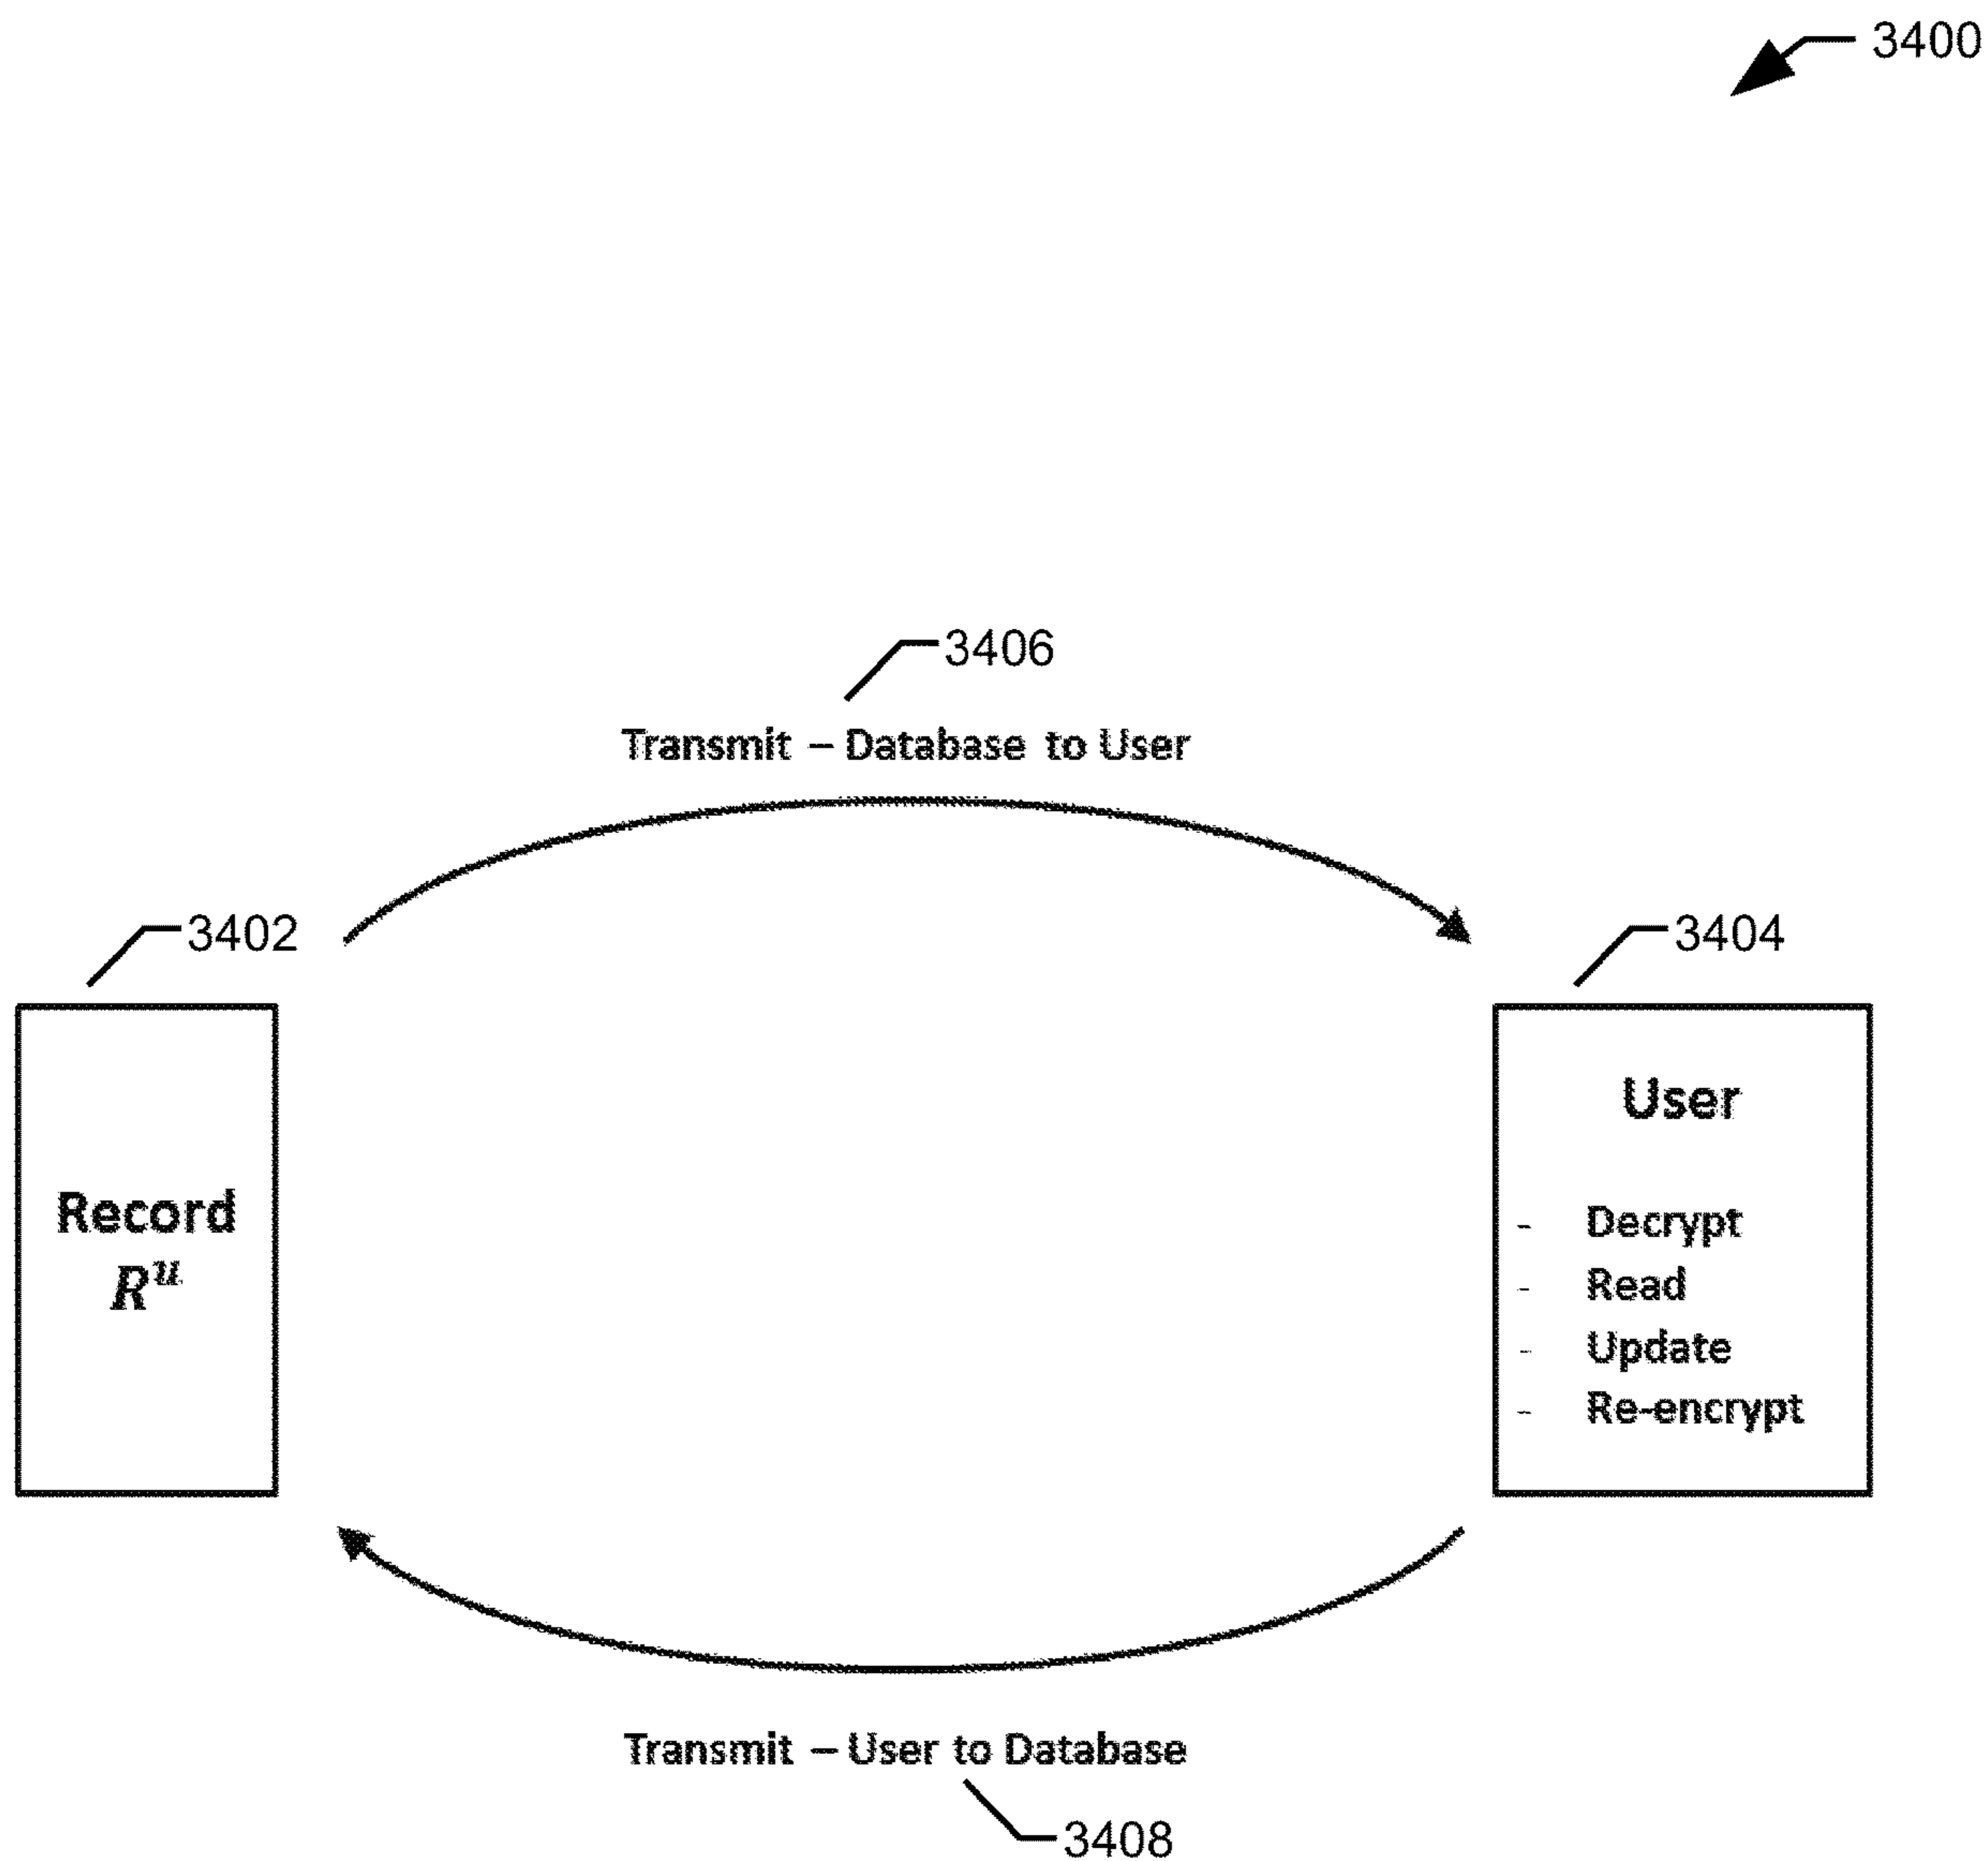 3400
3406
Transmit – Database to User
3402
3404
Record
R^u
User
- Decrypt
- Read
- Update
- Re-encrypt
Transmit – User to Database
3408